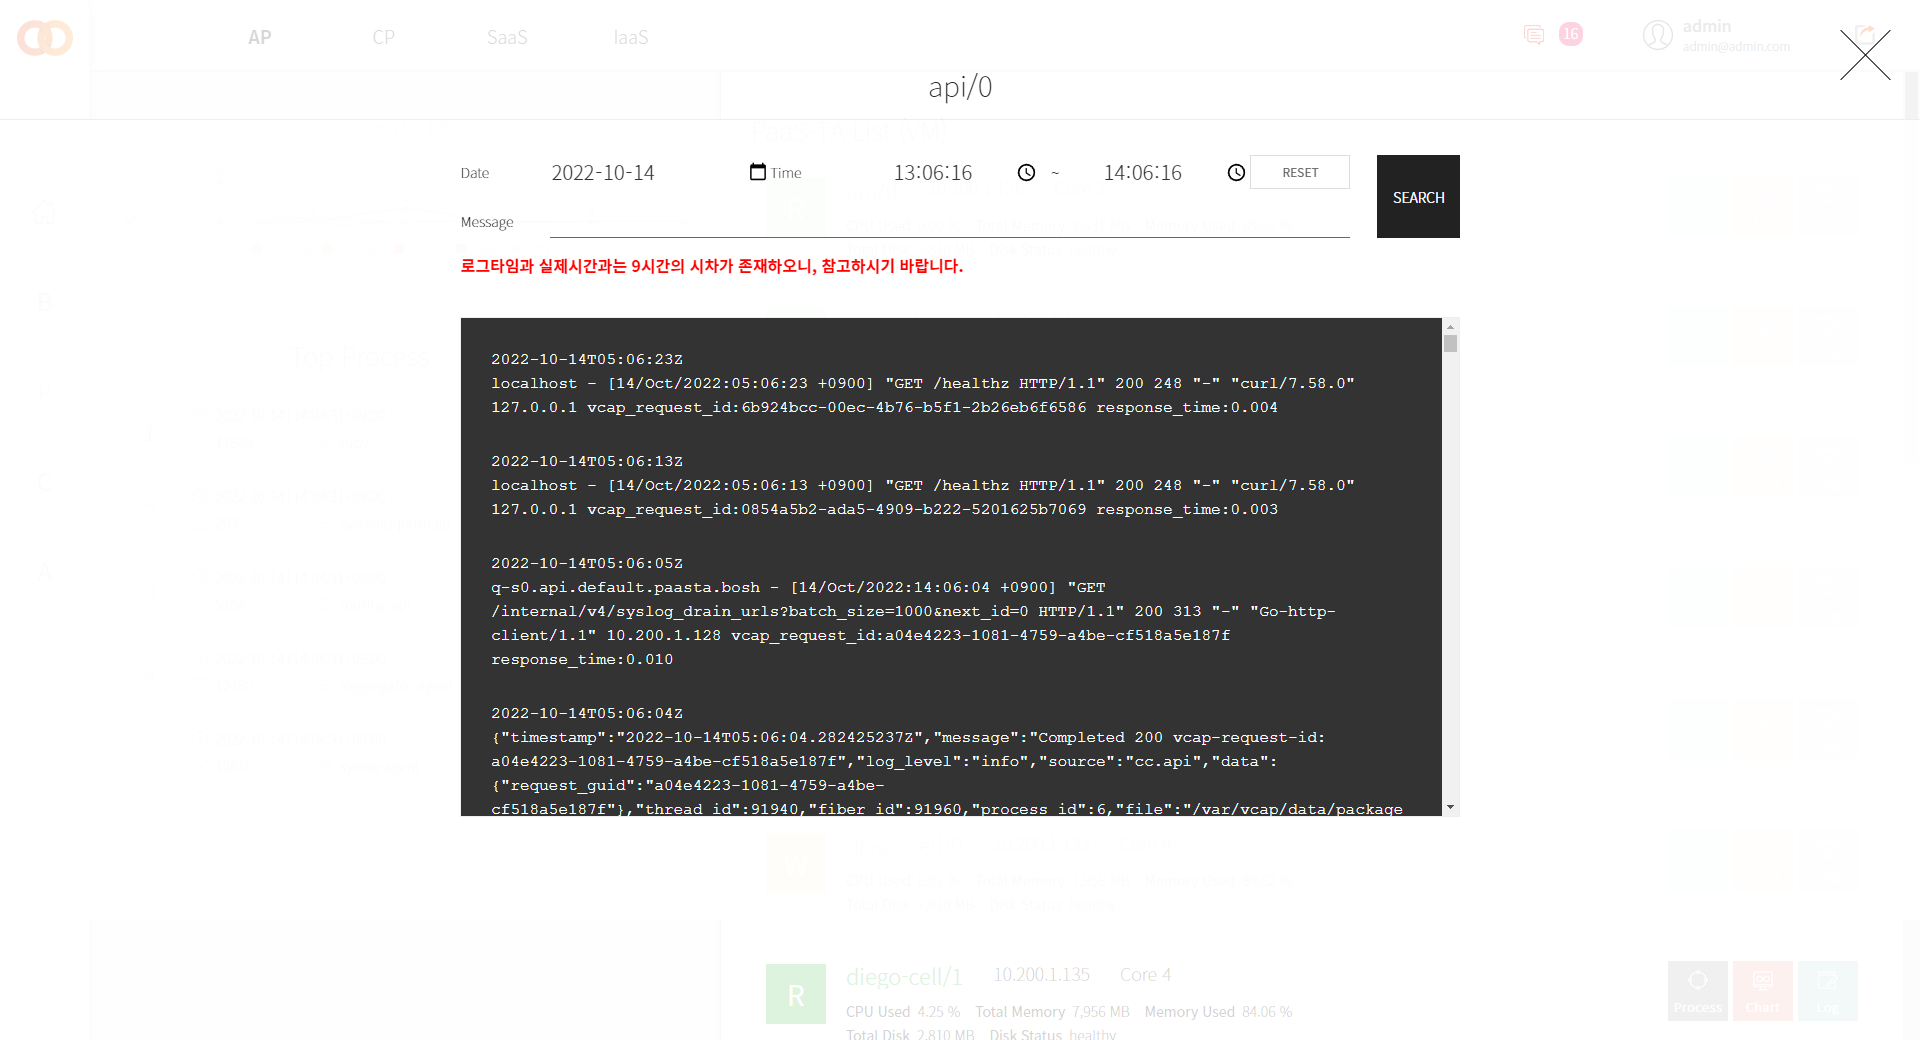 AP
CP
SaaS
IaaS
16
admin
admin@admin.com
api/0
Date
2022-10-14
Time
13:06:16
~
14:06:16
RESET
SEARCH
Message
로그타임과 실제시간과는 9시간의 시차가 존재하오니, 참고하시기 바랍니다.
2022-10-14T05:06:23Z
localhost - [14/Oct/2022:05:06:23 +0900] "GET /healthz HTTP/1.1" 200 248 "-" "curl/7.58.0"
127.0.0.1 vcap_request_id:6b924bcc-00ec-4b76-b5f1-2b26eb6f6586 response_time:0.004
2022-10-14T05:06:13Z
localhost - [14/Oct/2022:05:06:13 +0900] "GET /healthz HTTP/1.1" 200 248 "-" "curl/7.58.0"
127.0.0.1 vcap_request_id:0854a5b2-ada5-4909-b222-5201625b7069 response_time:0.003
2022-10-14T05:06:05Z
q-s0.api.default.paasta.bosh - [14/Oct/2022:14:06:04 +0900] "GET
/internal/v4/syslog_drain_urls?batch_size=1000&next_id=0 HTTP/1.1" 200 313 "-" "Go-http-
client/1.1" 10.200.1.128 vcap_request_id:a04e4223-1081-4759-a4be-cf518a5e187f
response_time:0.010
2022-10-14T05:06:04Z
{"timestamp":"2022-10-14T05:06:04.282425237Z","message":"Completed 200 vcap-request-id:
a04e4223-1081-4759-a4be-cf518a5e187f","log_level":"info","source":"cc.api","data":
{"request_guid":"a04e4223-1081-4759-a4be-
cf518a5e187f"},"thread_id":91940,"fiber_id":91960,"process_id":6,"file":"/var/vcap/data/package
Top Process
B
P
C
A
W
R
diego-cell/1
10.200.1.135
Core 4
CPU Used 4.25 % Total Memory 7,956 MB Memory Used 84.06 %
Total Disk 2,810 MB Disk Status healthy
Process
Chart
Log